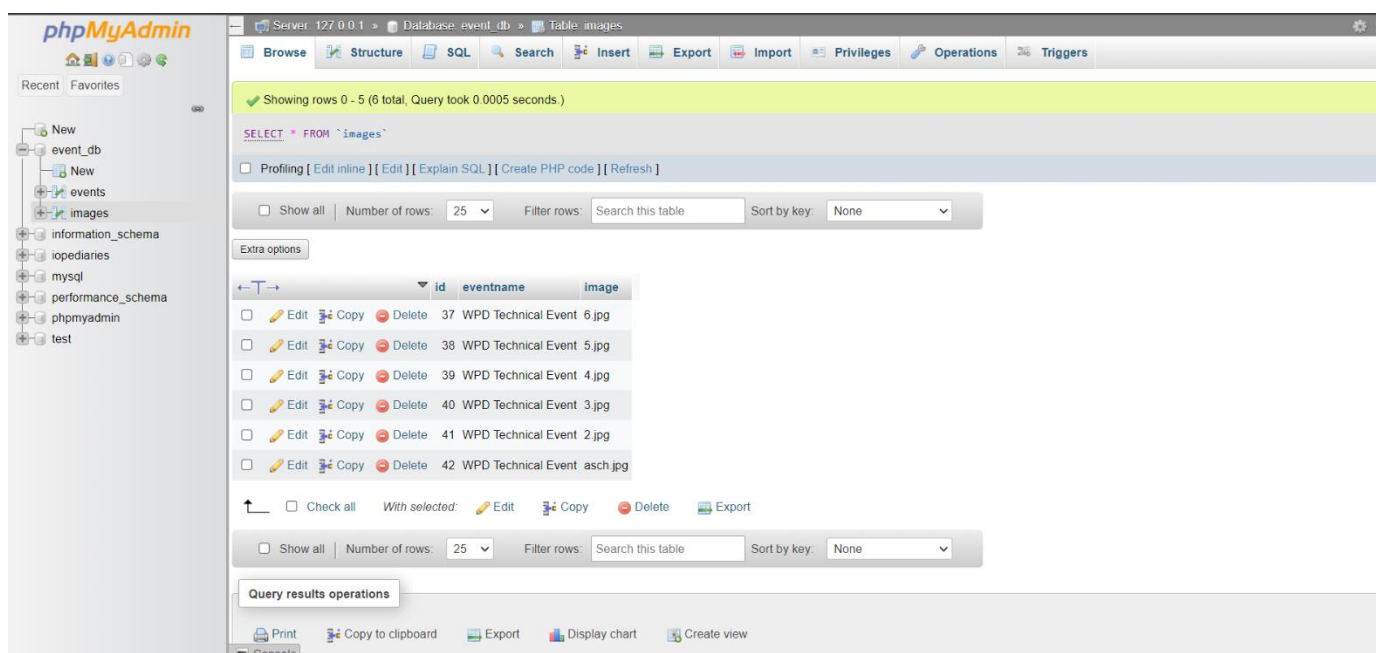 phpMyAdmin
Recent Favorites
New
event_db
New
events
images
information_schema
iopediaries
mysql
performance_schema
phpmyadmin
test
Server 127.0.0.1 » Database event_db » Table images
Browse Structure SQL Search Insert Export Import Privileges Operations Triggers
Showing rows 0 - 5 (6 total, Query took 0.0005 seconds.)
SELECT * FROM `images`
Profiling [ Edit inline ] [ Edit ] [ Explain SQL ] [ Create PHP code ] [ Refresh ]
Show all | Number of rows: 25 Filter rows: Search this table Sort by key: None
Extra options
←T→ id eventname image
Edit Copy Delete 37 WPD Technical Event 6.jpg
Edit Copy Delete 38 WPD Technical Event 5.jpg
Edit Copy Delete 39 WPD Technical Event 4.jpg
Edit Copy Delete 40 WPD Technical Event 3.jpg
Edit Copy Delete 41 WPD Technical Event 2.jpg
Edit Copy Delete 42 WPD Technical Event asch.jpg
Check all With selected: Edit Copy Delete Export
Show all | Number of rows: 25 Filter rows: Search this table Sort by key: None
Query results operations
Print Copy to clipboard Export Display chart Create view
Console